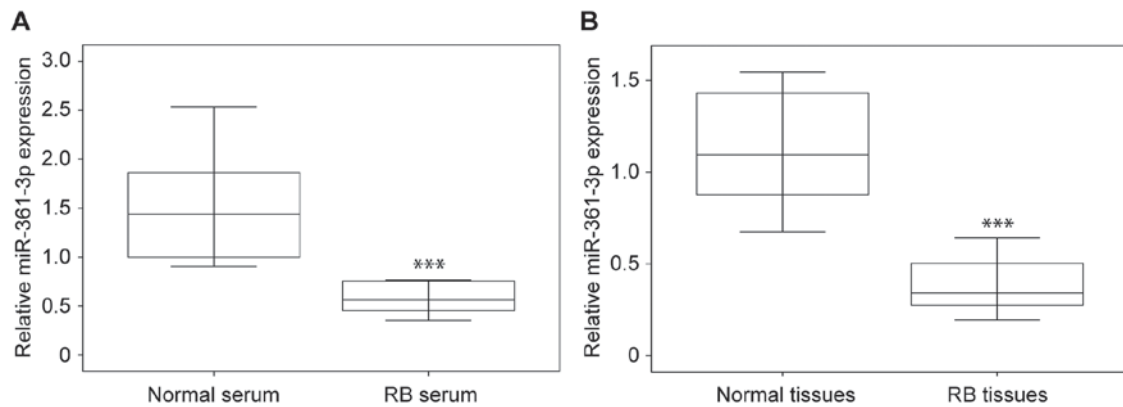 A
Relative miR-361-3p expression
3.0
2.5
2.0
1.5
1.0
0.5
0
***
Normal serum
RB serum
B
Relative miR-361-3p expression
1.5
1.0
0.5
0
***
Normal tissues
RB tissues